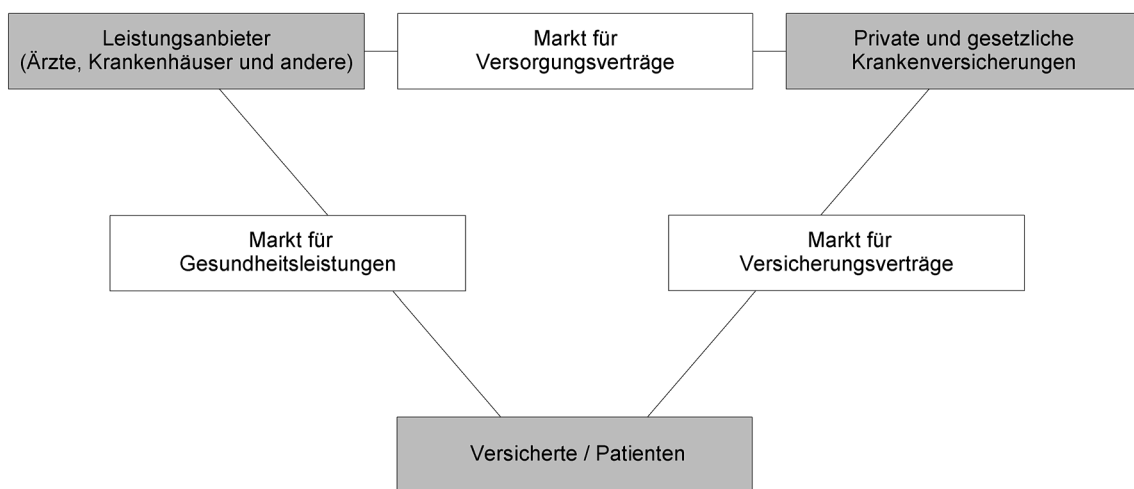 Leistungsanbieter
(Ärzte, Krankenhäuser und andere)
Markt für
Versorgungsverträge
Private und gesetzliche
Krankenversicherungen
Markt für
Gesundheitsleistungen
Markt für
Versicherungsverträge
Versicherte / Patienten